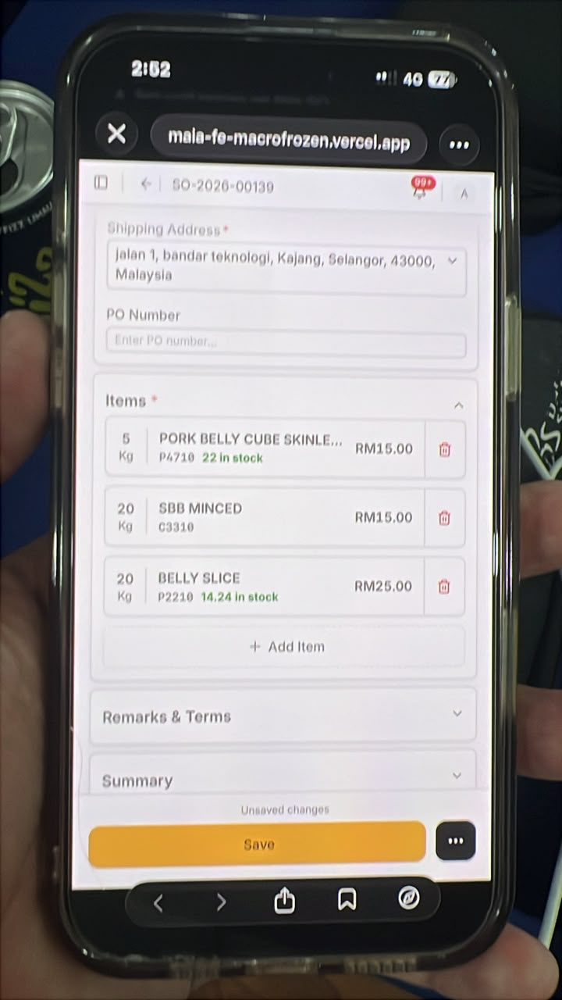 2:52
4G 77
maia-fe-macrofrozen.vercel.app
SO-2026-00139
99+
A
Shipping Address *
jalan 1, bandar teknologi, Kajang, Selangor, 43000,
Malaysia
PO Number
Enter PO number...
Items *
5
Kg
PORK BELLY CUBE SKINLE...
P4710 22 in stock
RM15.00
20
Kg
SBB MINCED
C3310
RM15.00
20
Kg
BELLY SLICE
P2210 14.24 in stock
RM25.00
+ Add Item
Remarks & Terms
Summary
Unsaved changes
Save